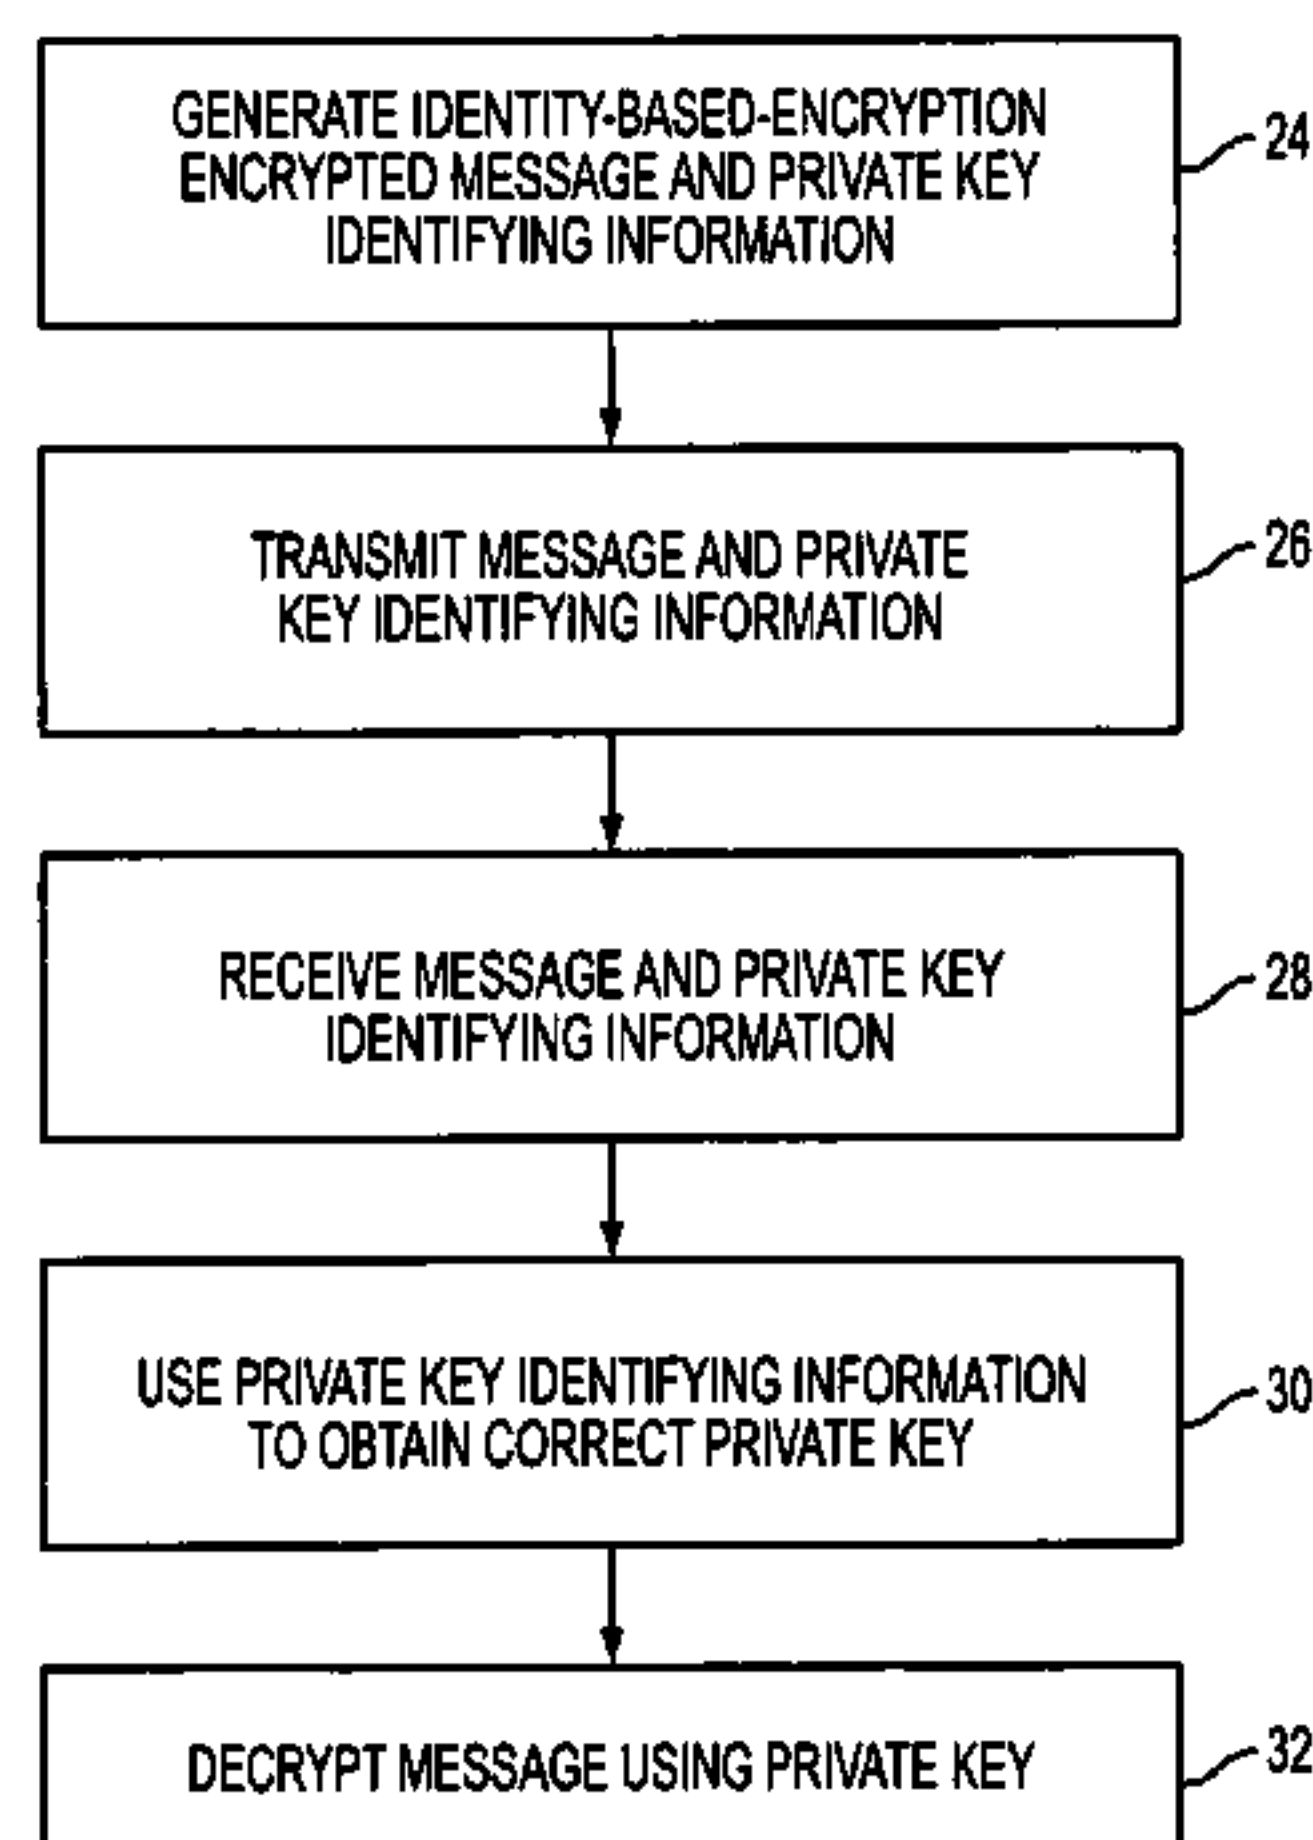 GENERATE IDENTITY-BASED-ENCRYPTION
ENCRYPTED MESSAGE AND PRIVATE KEY
IDENTIFYING INFORMATION
24
TRANSMIT MESSAGE AND PRIVATE
KEY IDENTIFYING INFORMATION
26
RECEIVE MESSAGE AND PRIVATE KEY
IDENTIFYING INFORMATION
28
USE PRIVATE KEY IDENTIFYING INFORMATION
TO OBTAIN CORRECT PRIVATE KEY
30
DECRYPT MESSAGE USING PRIVATE KEY
32